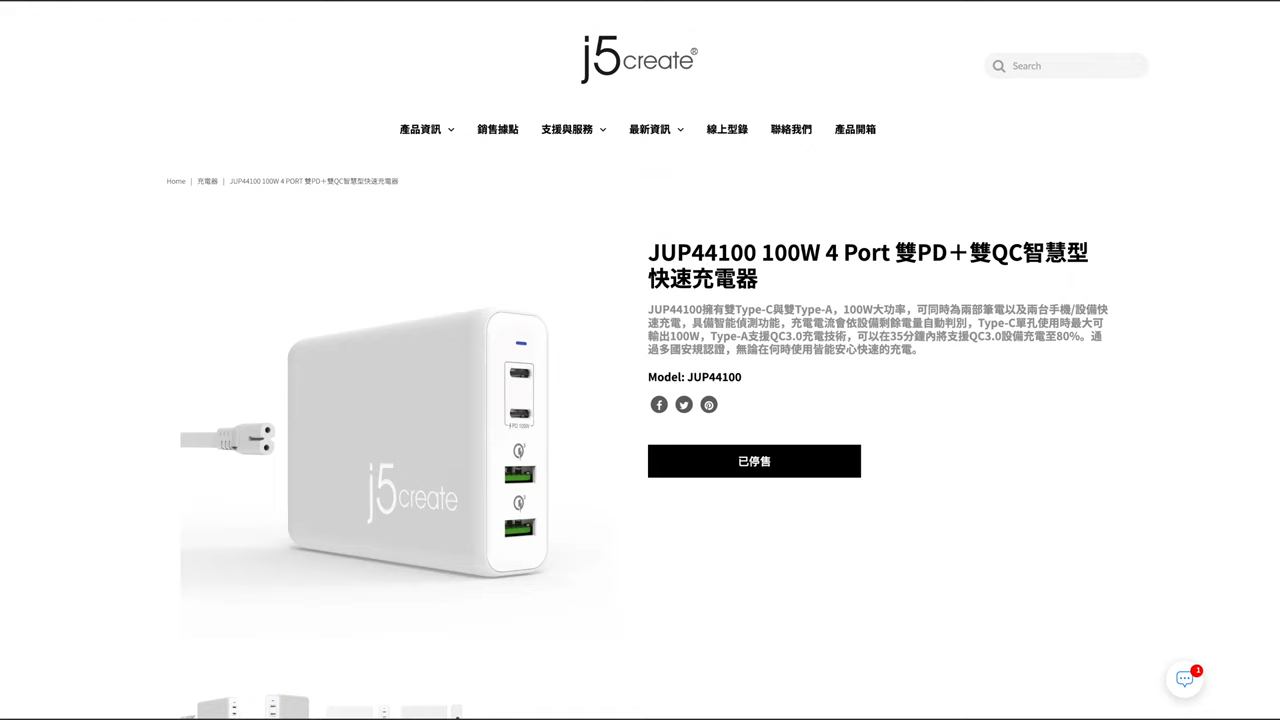 j5create®
Search
產品資訊 銷售據點 支援與服務 最新資訊 線上型錄 聯絡我們 產品開箱
Home | 充電器 | JUP44100 100W 4 PORT 雙PD＋雙QC智慧型快速充電器
JUP44100 100W 4 Port 雙PD＋雙QC智慧型
快速充電器
JUP44100擁有雙Type-C與雙Type-A，100W大功率，可同時為兩部筆電以及兩台手機/設備快
速充電，具備智能偵測功能，充電電流會依設備剩餘電量自動判別，Type-C單孔使用時最大可
輸出100W，Type-A支援QC3.0充電技術，可以在35分鐘內將支援QC3.0設備充電至80%。通
過多國安規認證，無論在何時使用皆能安心快速的充電。
Model: JUP44100
已停售
PD 100W
3
3
j5create
1